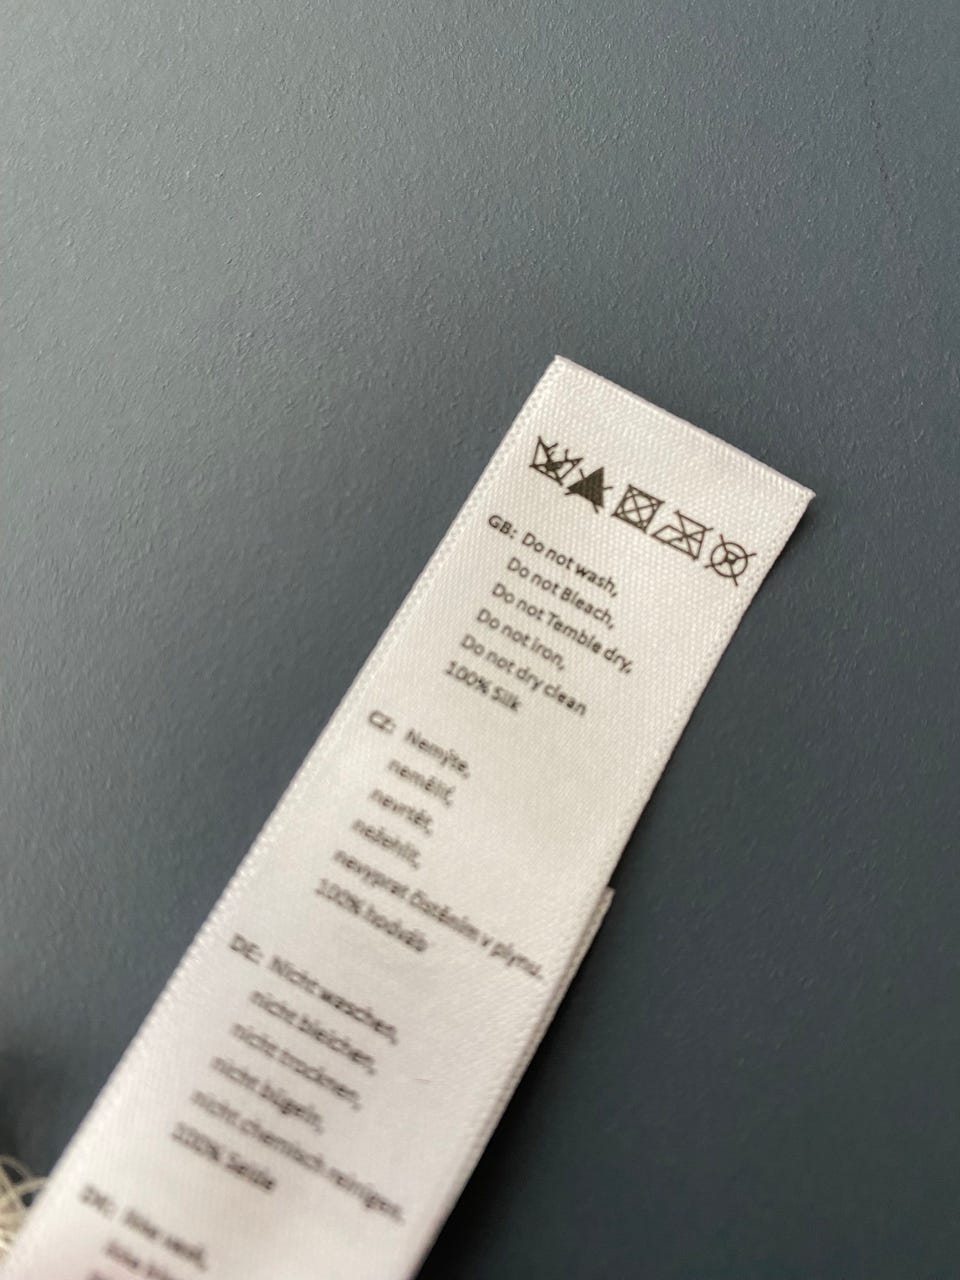 GB: Do not wash,
Do not Bleach,
Do not Temble dry,
Do not iron,
Do not dry clean
100% Silk
CZ: Nemyjte,
nebělit,
nevrtět,
nežehlit,
nevyprat čistěním v plynu.
100% hedváb
DE: Nicht waschen,
nicht bleichen,
nicht trocknen,
nicht bügeln,
nicht chemisch reinigen,
100% Seide